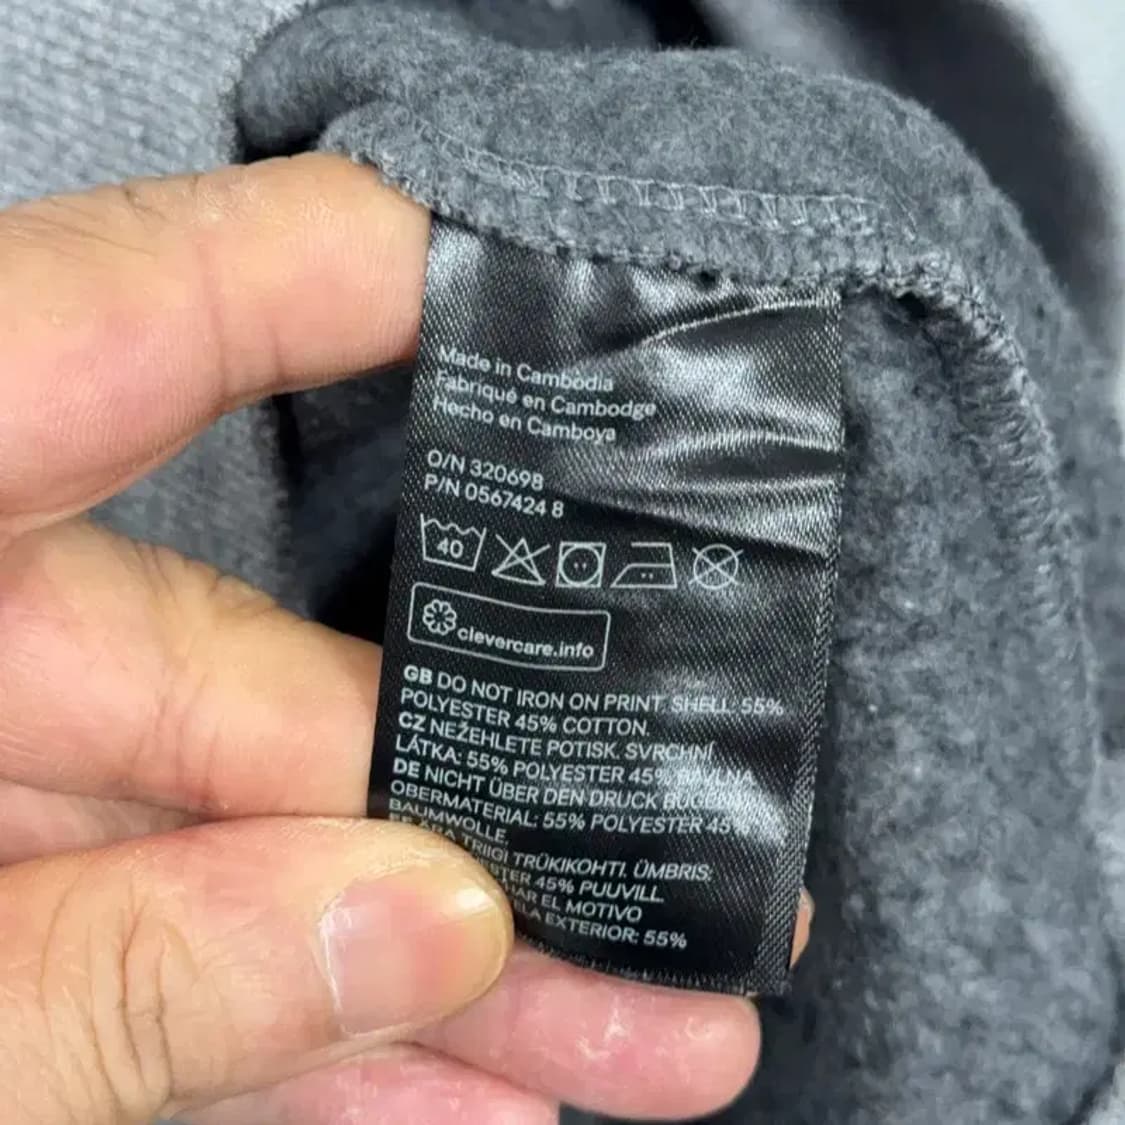 Made in Cambodia
Fabriqué en Cambodge
Hecho en Camboya
O/N 320698
P/N 0567424 8
40
clevercare.info
GB DO NOT IRON ON PRINT. SHELL: 55%
POLYESTER 45% COTTON.
CZ NEŽEHLETE POTISK. SVRCHNÍ
LÁTKA: 55% POLYESTER 45% BAVLNA
DE NICHT ÜBER DEN DRUCK
OBERMATERIAL: 55% POLYESTER 45%
BAUMWOLLE.
TRIIGI TRÜKIKOHTI. ÜMBRIS:
45% PUUVILL
EL MOTIVO
EXTERIOR: 55%